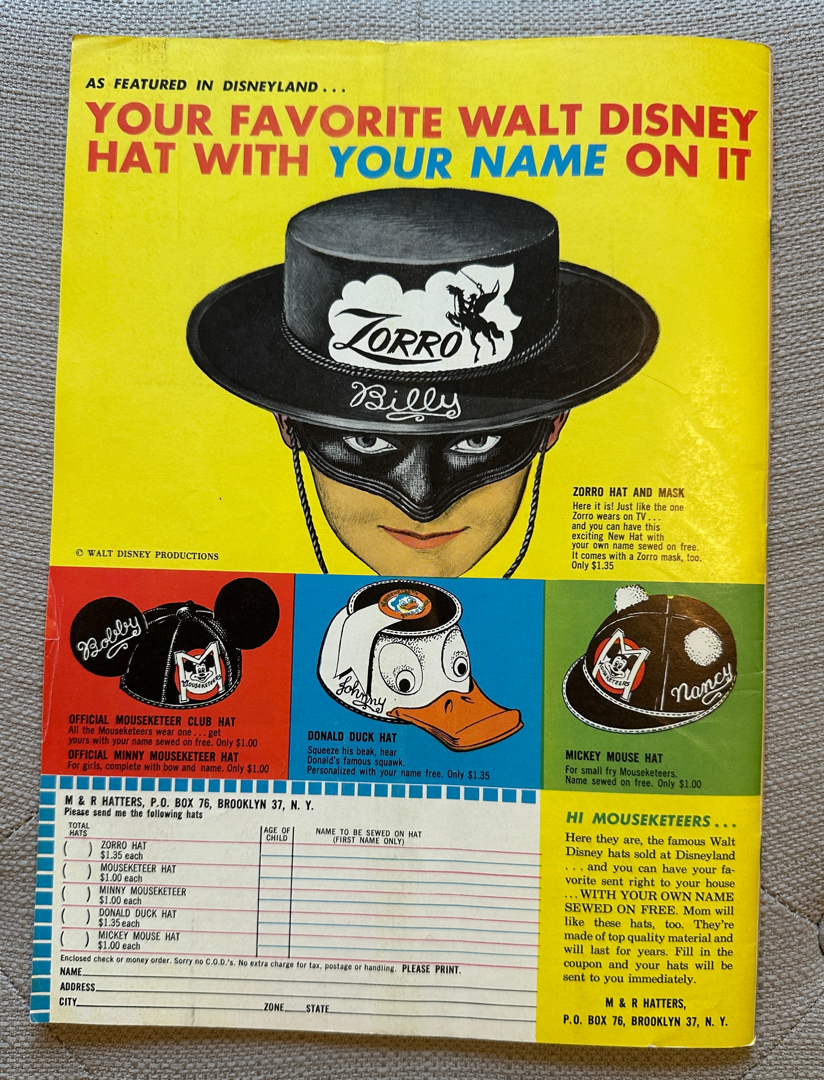 AS FEATURED IN DISNEYLAND...
YOUR FAVORITE WALT DISNEY
HAT WITH YOUR NAME ON IT
ZORRO
Billy
ZORRO HAT AND MASK
Here it is! Just like the one
Zorro wears on TV...
and you can have this
exciting New Hat with
your own name sewed on free.
It comes with a Zorro mask, too.
Only $1.35
© WALT DISNEY PRODUCTIONS
Bobby
MOUSEKETEERS
OFFICIAL MOUSEKETEER CLUB HAT
All the Mouseketeers wear one...get
yours with your name sewed on free. Only $1.00
OFFICIAL MINNY MOUSEKETEER HAT
For girls, complete with bow and name. Only $1.00
Johnny
DONALD DUCK HAT
Squeeze his beak, hear
Donald's famous squawk.
Personalized with your name free. Only $1.35
MOUSEKETEERS
Nancy
MICKEY MOUSE HAT
For small fry Mouseketeers.
Name sewed on free. Only $1.00
M & R HATTERS, P.O. BOX 76, BROOKLYN 37, N. Y.
Please send me the following hats
TOTAL
HATS
AGE OF
CHILD
NAME TO BE SEWED ON HAT
(FIRST NAME ONLY)
( ) ZORRO HAT
$1.35 each
( ) MOUSEKETEER HAT
$1.00 each
( ) MINNY MOUSEKETEER
$1.00 each
( ) DONALD DUCK HAT
$1.35 each
( ) MICKEY MOUSE HAT
$1.00 each
Enclosed check or money order. Sorry no C.O.D.'s. No extra charge for tax, postage or handling. PLEASE PRINT.
NAME
ADDRESS
CITY ZONE STATE
HI MOUSEKETEERS...
Here they are, the famous Walt
Disney hats sold at Disneyland
...and you can have your fa-
vorite sent right to your house
...WITH YOUR OWN NAME
SEWED ON FREE. Mom will
like these hats, too. They're
made of top quality material and
will last for years. Fill in the
coupon and your hats will be
sent to you immediately.
M & R HATTERS,
P.O. BOX 76, BROOKLYN 37, N. Y.